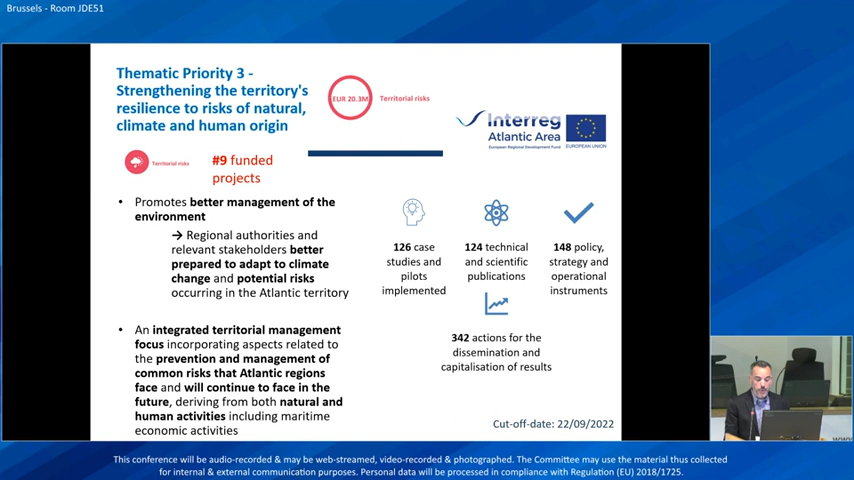 Brussels - Room JDE51
Thematic Priority 3 -
Strengthening the territory's
resilience to risks of natural,
climate and human origin
EUR 20.3M
Territorial risks
Interreg
Atlantic Area
European Regional Development Fund
EUROPEAN UNION
Territorial risks
#9 funded
projects
• Promotes better management of the
environment
→ Regional authorities and
relevant stakeholders better
prepared to adapt to climate
change and potential risks
occurring in the Atlantic territory
• An integrated territorial management
focus incorporating aspects related to
the prevention and management of
common risks that Atlantic regions
face and will continue to face in the
future, deriving from both natural and
human activities including maritime
economic activities
126 case
studies and
pilots
implemented
124 technical
and scientific
publications
148 policy,
strategy and
operational
instruments
342 actions for the
dissemination and
capitalisation of results
Cut-off-date: 22/09/2022
This conference will be audio-recorded & may be web-streamed, video-recorded & photographed. The Committee may use the material thus collected
for internal & external communication purposes. Personal data will be processed in compliance with Regulation (EU) 2018/1725.